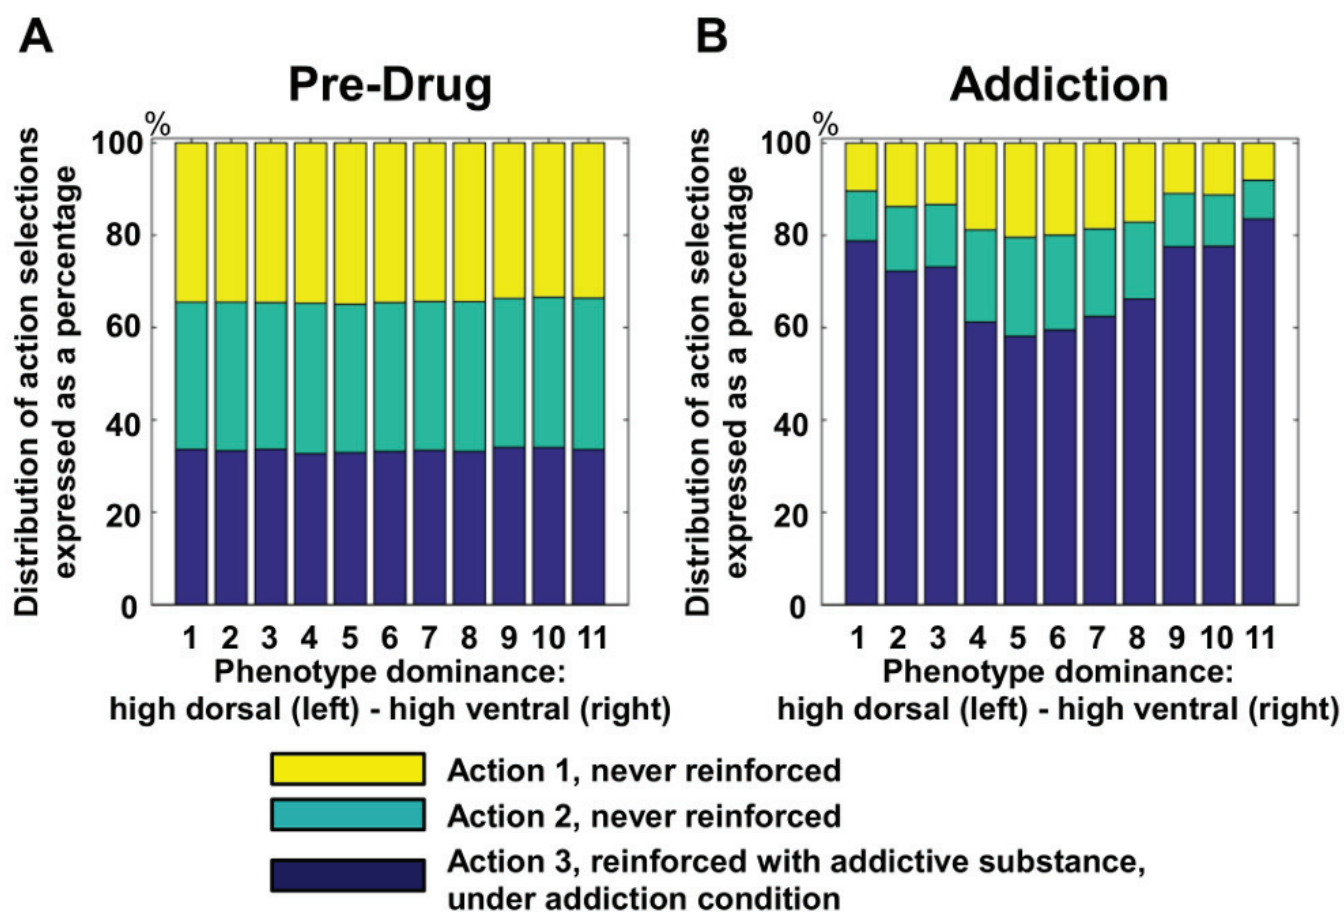 A
Pre-Drug
%
Distribution of action selections
expressed as a percentage
100
80
60
40
20
0
1 2 3 4 5 6 7 8 9 10 11
Phenotype dominance:
high dorsal (left) - high ventral (right)
B
Addiction
%
Distribution of action selections
expressed as a percentage
100
80
60
40
20
0
1 2 3 4 5 6 7 8 9 10 11
Phenotype dominance:
high dorsal (left) - high ventral (right)
Action 1, never reinforced
Action 2, never reinforced
Action 3, reinforced with addictive substance,
under addiction condition